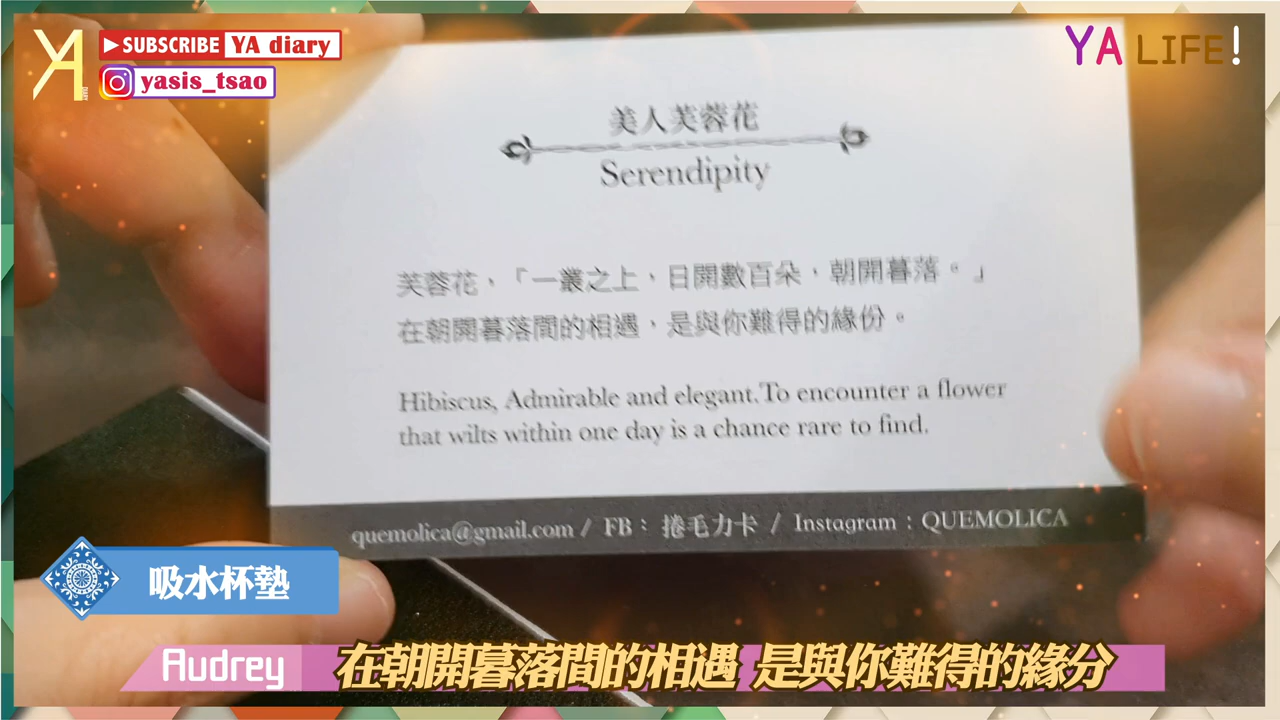 YA
DIARY
SUBSCRIBE YA diary
yasis_tsao
YA LIFE!
美人芙蓉花
Serendipity
芙蓉花,「一叢之上,日開數百朵,朝開暮落。」
在朝開暮落間的相遇,是與你難得的緣份。
Hibiscus, Admirable and elegant.To encounter a flower
that wilts within one day is a chance rare to find.
quemolica@gmail.com / FB: 捲毛力卡 / Instagram : QUEMOLICA
吸水杯墊
Audrey 在朝開暮落間的相遇 是與你難得的緣分